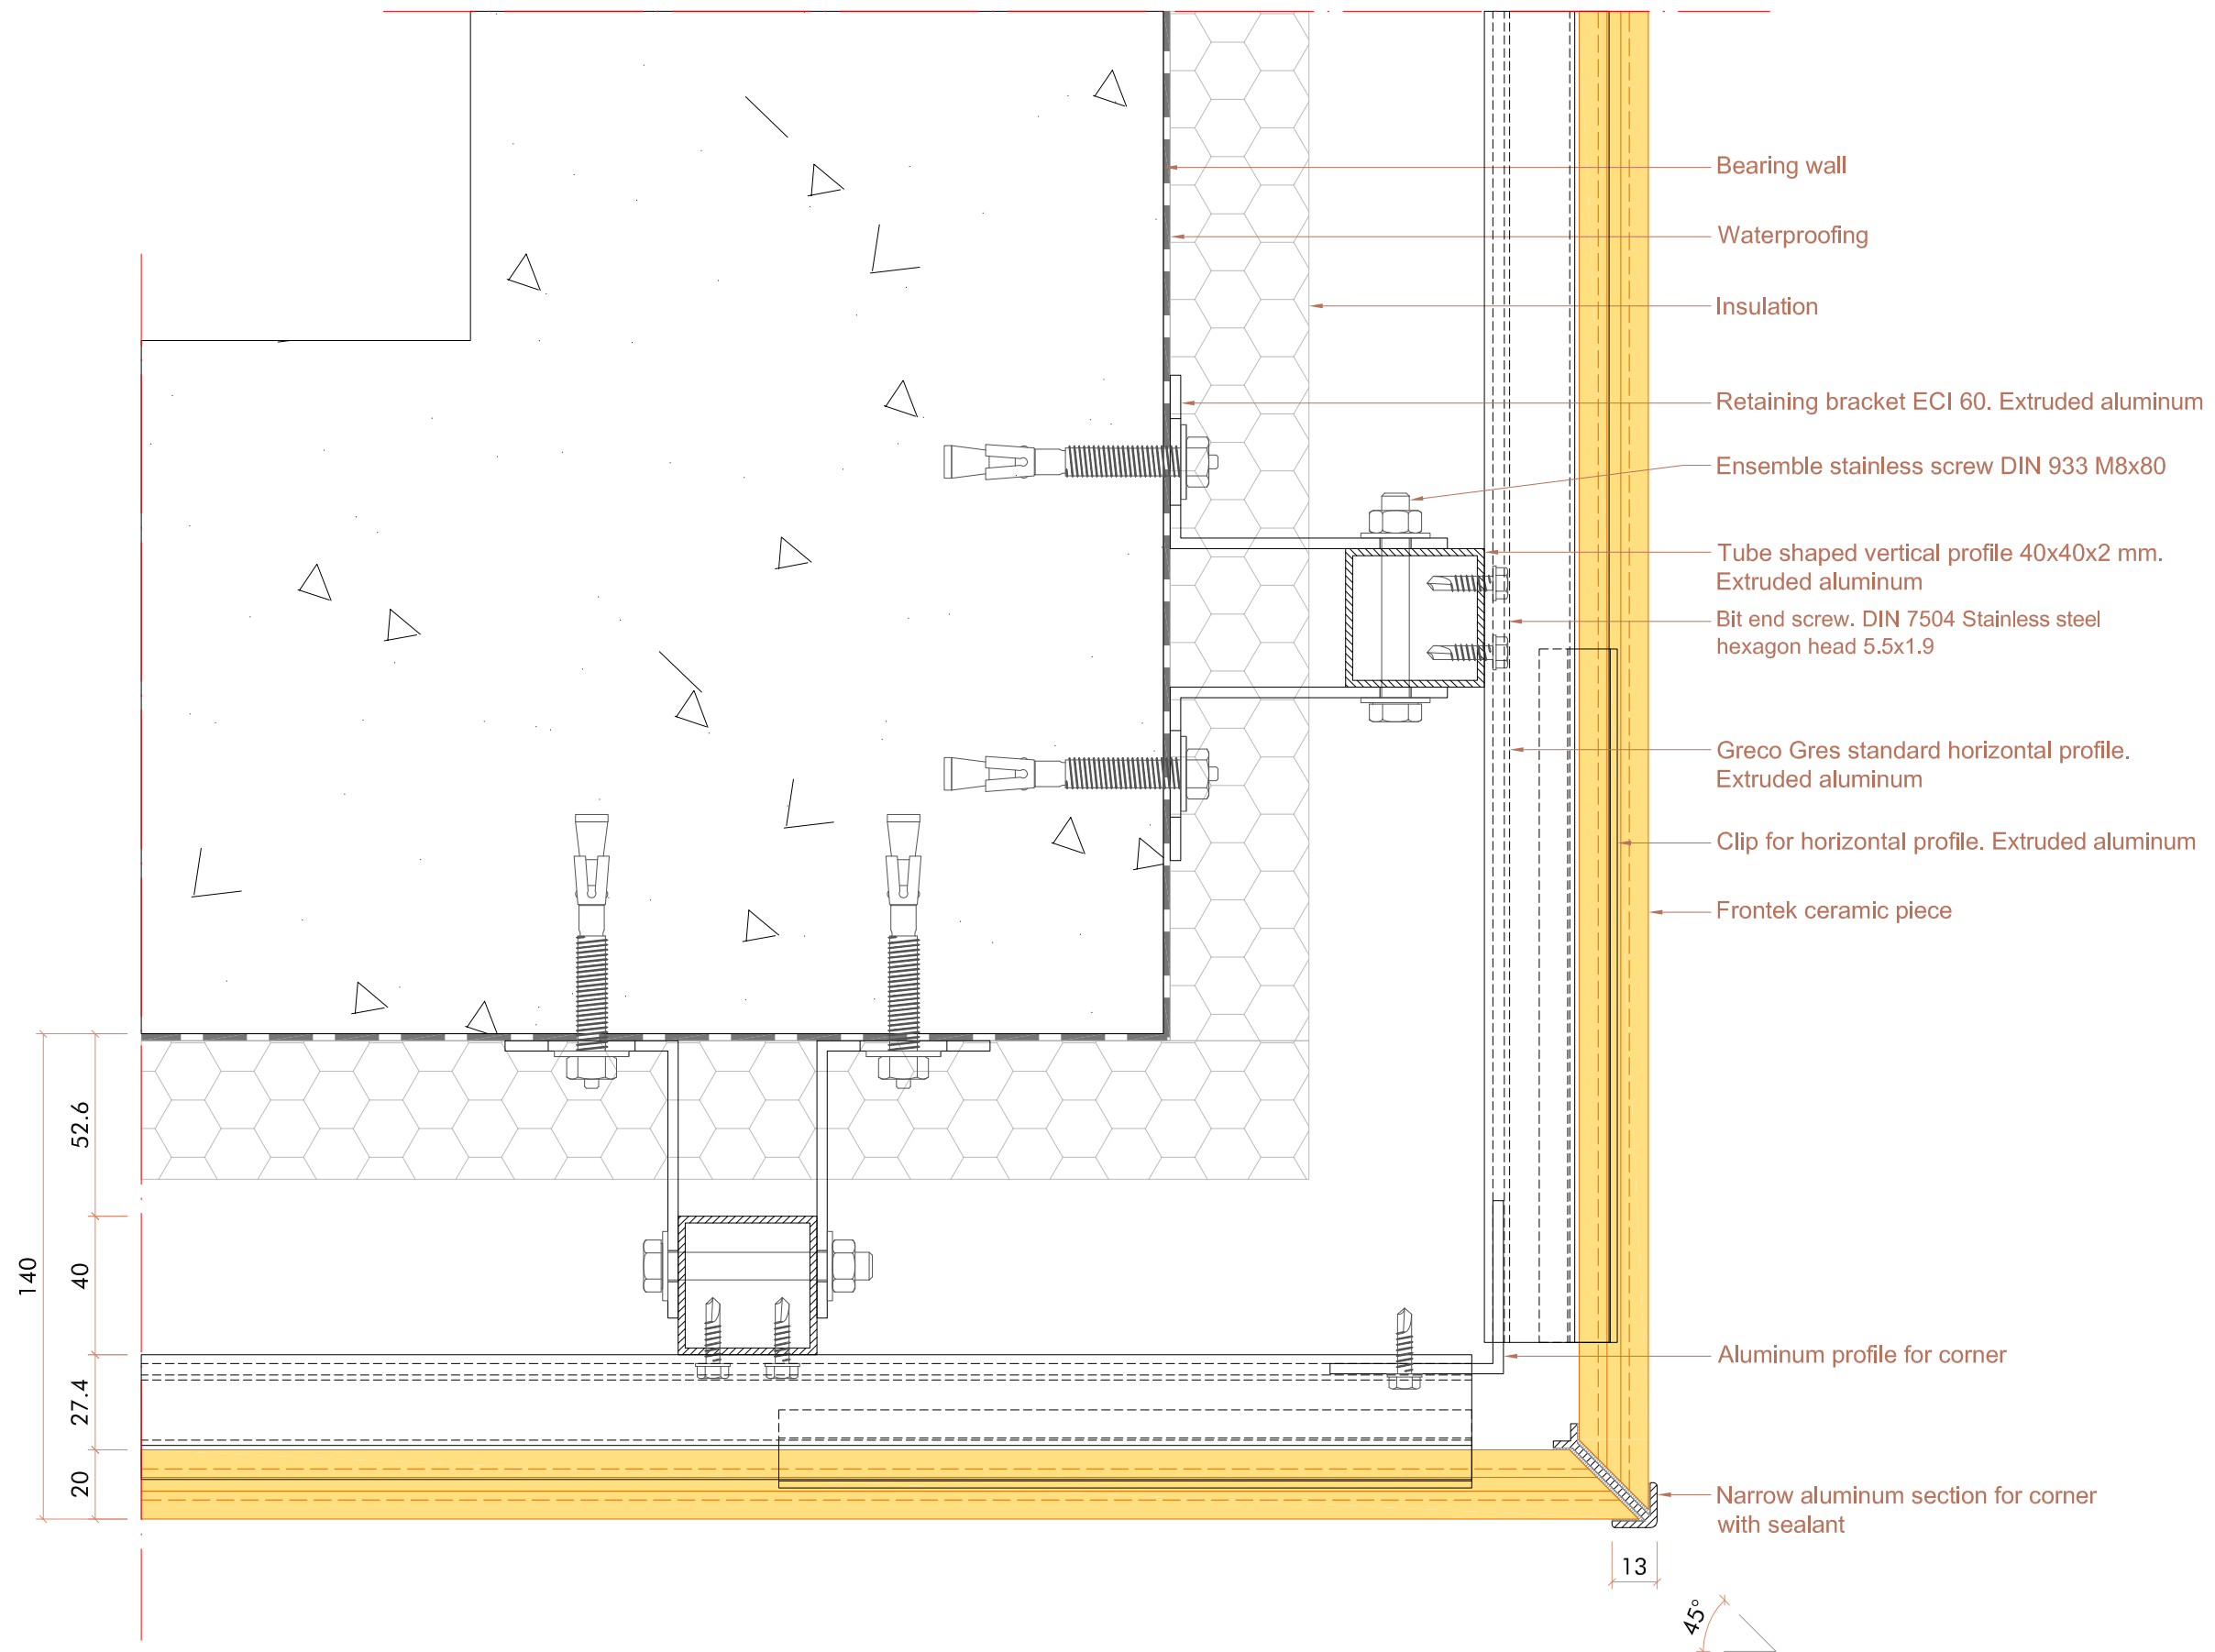 Bearing wall
Waterproofing
Insulation
Retaining bracket ECI 60. Extruded aluminum
Ensemble stainless screw DIN 933 M8x80
Tube shaped vertical profile 40x40x2 mm.
Extruded aluminum
Bit end screw. DIN 7504 Stainless steel
hexagon head 5.5x1.9
Greco Gres standard horizontal profile.
Extruded aluminum
Clip for horizontal profile. Extruded aluminum
Frontek ceramic piece
Aluminum profile for corner
Narrow aluminum section for corner
with sealant
140
52.6
40
27.4
20
13
45°